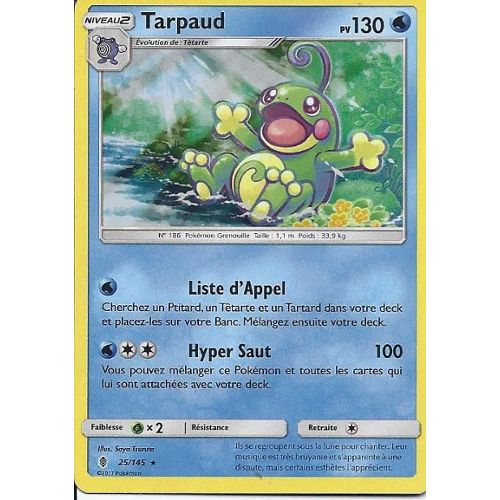 NIVEAU2
Tarpaud
PV130
Évolution de : Têtarte
N° 186 Pokémon Grenouille Taille : 1,1 m Poids : 33,9 kg
Liste d'Appel
Cherchez un Ptitard, un Têtarte et un Tartard dans votre deck
et placez-les sur votre Banc. Mélangez ensuite votre deck.
Hyper Saut 100
Vous pouvez mélanger ce Pokémon et toutes les cartes qui
lui sont attachées avec votre deck.
Faiblesse × 2 Résistance Retraite
Illus. Saya Tsuruta
25/145 ★
©2017 Pokémon
Ils se regroupent sous la lune pour chanter. Leur
musique bruyante et saccadée s'apparente à une
dispute, mais certains esthètes l'apprécient.